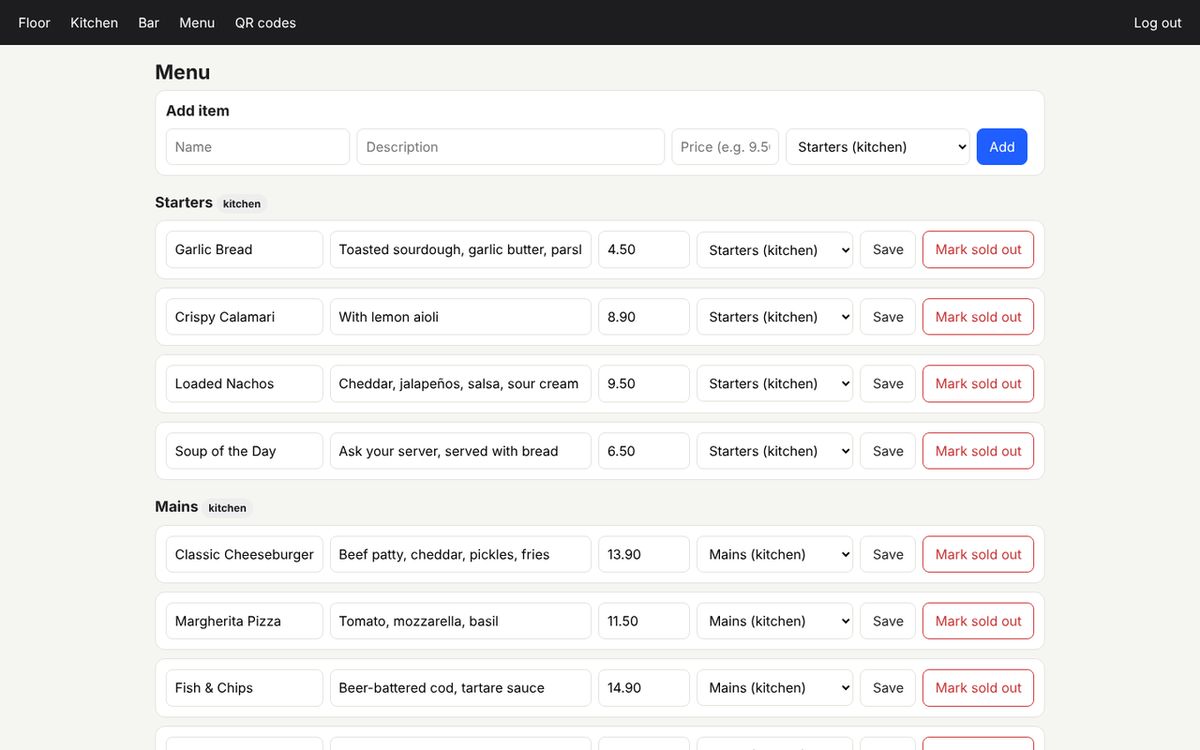 Floor Kitchen Bar Menu QR codes Log out
Menu
Add item
Name Description Price (e.g. 9.5 Starters (kitchen) Add
Starters kitchen
Garlic Bread Toasted sourdough, garlic butter, parsl 4.50 Starters (kitchen) Save Mark sold out
Crispy Calamari With lemon aioli 8.90 Starters (kitchen) Save Mark sold out
Loaded Nachos Cheddar, jalapeños, salsa, sour cream 9.50 Starters (kitchen) Save Mark sold out
Soup of the Day Ask your server, served with bread 6.50 Starters (kitchen) Save Mark sold out
Mains kitchen
Classic Cheeseburger Beef patty, cheddar, pickles, fries 13.90 Mains (kitchen) Save Mark sold out
Margherita Pizza Tomato, mozzarella, basil 11.50 Mains (kitchen) Save Mark sold out
Fish & Chips Beer-battered cod, tartare sauce 14.90 Mains (kitchen) Save Mark sold out